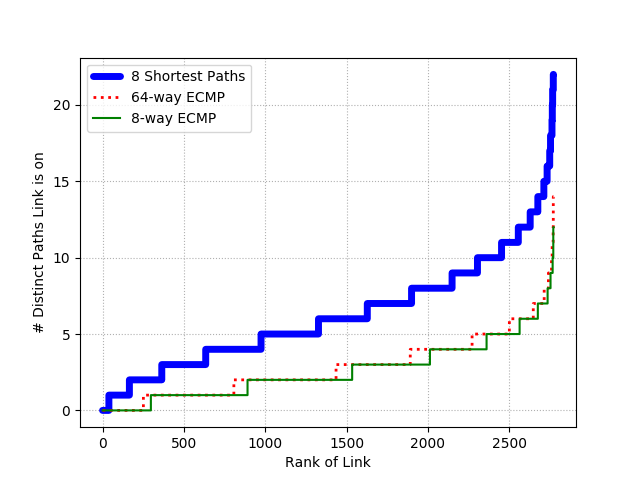 8 Shortest Paths
64-way ECMP
8-way ECMP
# Distinct Paths Link is on
20
15
10
5
0
0 500 1000 1500 2000 2500
Rank of Link